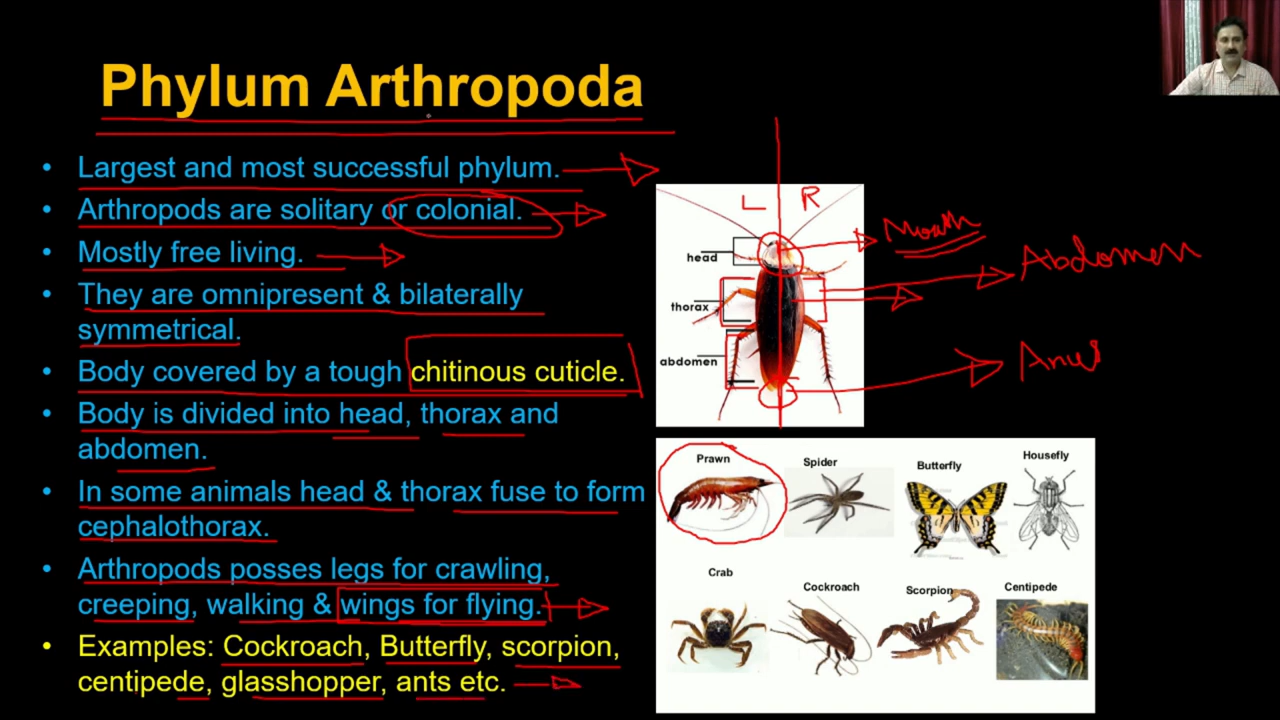 Phylum Arthropoda
• Largest and most successful phylum.
• Arthropods are solitary or colonial.
• Mostly free living.
• They are omnipresent & bilaterally
symmetrical.
• Body covered by a tough chitinous cuticle.
• Body is divided into head, thorax and
abdomen.
• In some animals head & thorax fuse to form
cephalothorax.
• Arthropods posses legs for crawling,
creeping, walking & wings for flying.
• Examples: Cockroach, Butterfly, scorpion,
centipede, glasshopper, ants etc.
L R
Mouth
head
Abdomen
thorax
abdomen
Anus
Prawn
Spider
Butterfly
Housefly
Crab
Cockroach
Scorpion
Centipede